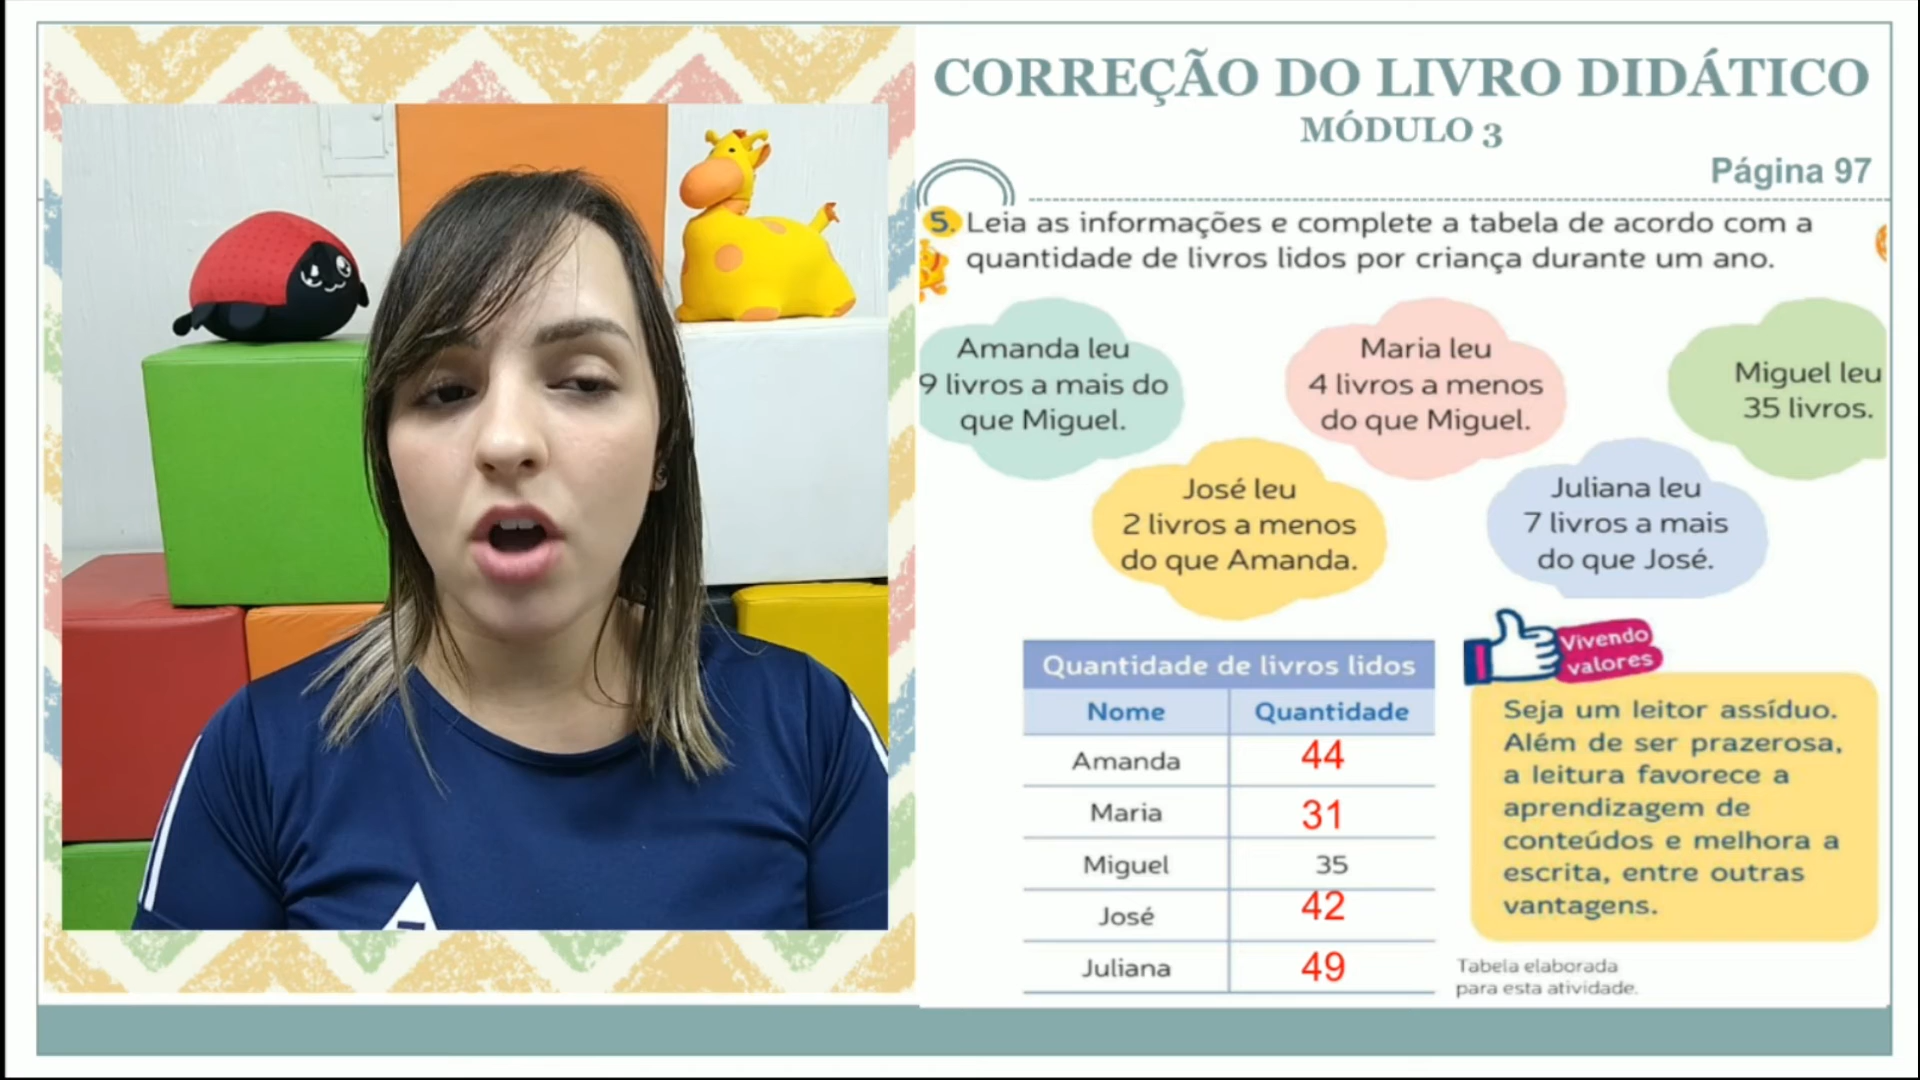 CORREÇÃO DO LIVRO DIDÁTICO
MÓDULO 3
Página 97
5. Leia as informações e complete a tabela de acordo com a
quantidade de livros lidos por criança durante um ano.
Amanda leu
9 livros a mais do
que Miguel.
Maria leu
4 livros a menos
do que Miguel.
Miguel leu
35 livros.
José leu
2 livros a menos
do que Amanda.
Juliana leu
7 livros a mais
do que José.
Quantidade de livros lidos
Nome Quantidade
Amanda 44
Maria 31
Miguel 35
José 42
Juliana 49
Vivendo
valores
Seja um leitor assíduo.
Além de ser prazerosa,
a leitura favorece a
aprendizagem de
conteúdos e melhora a
escrita, entre outras
vantagens.
Tabela elaborada
para esta atividade.